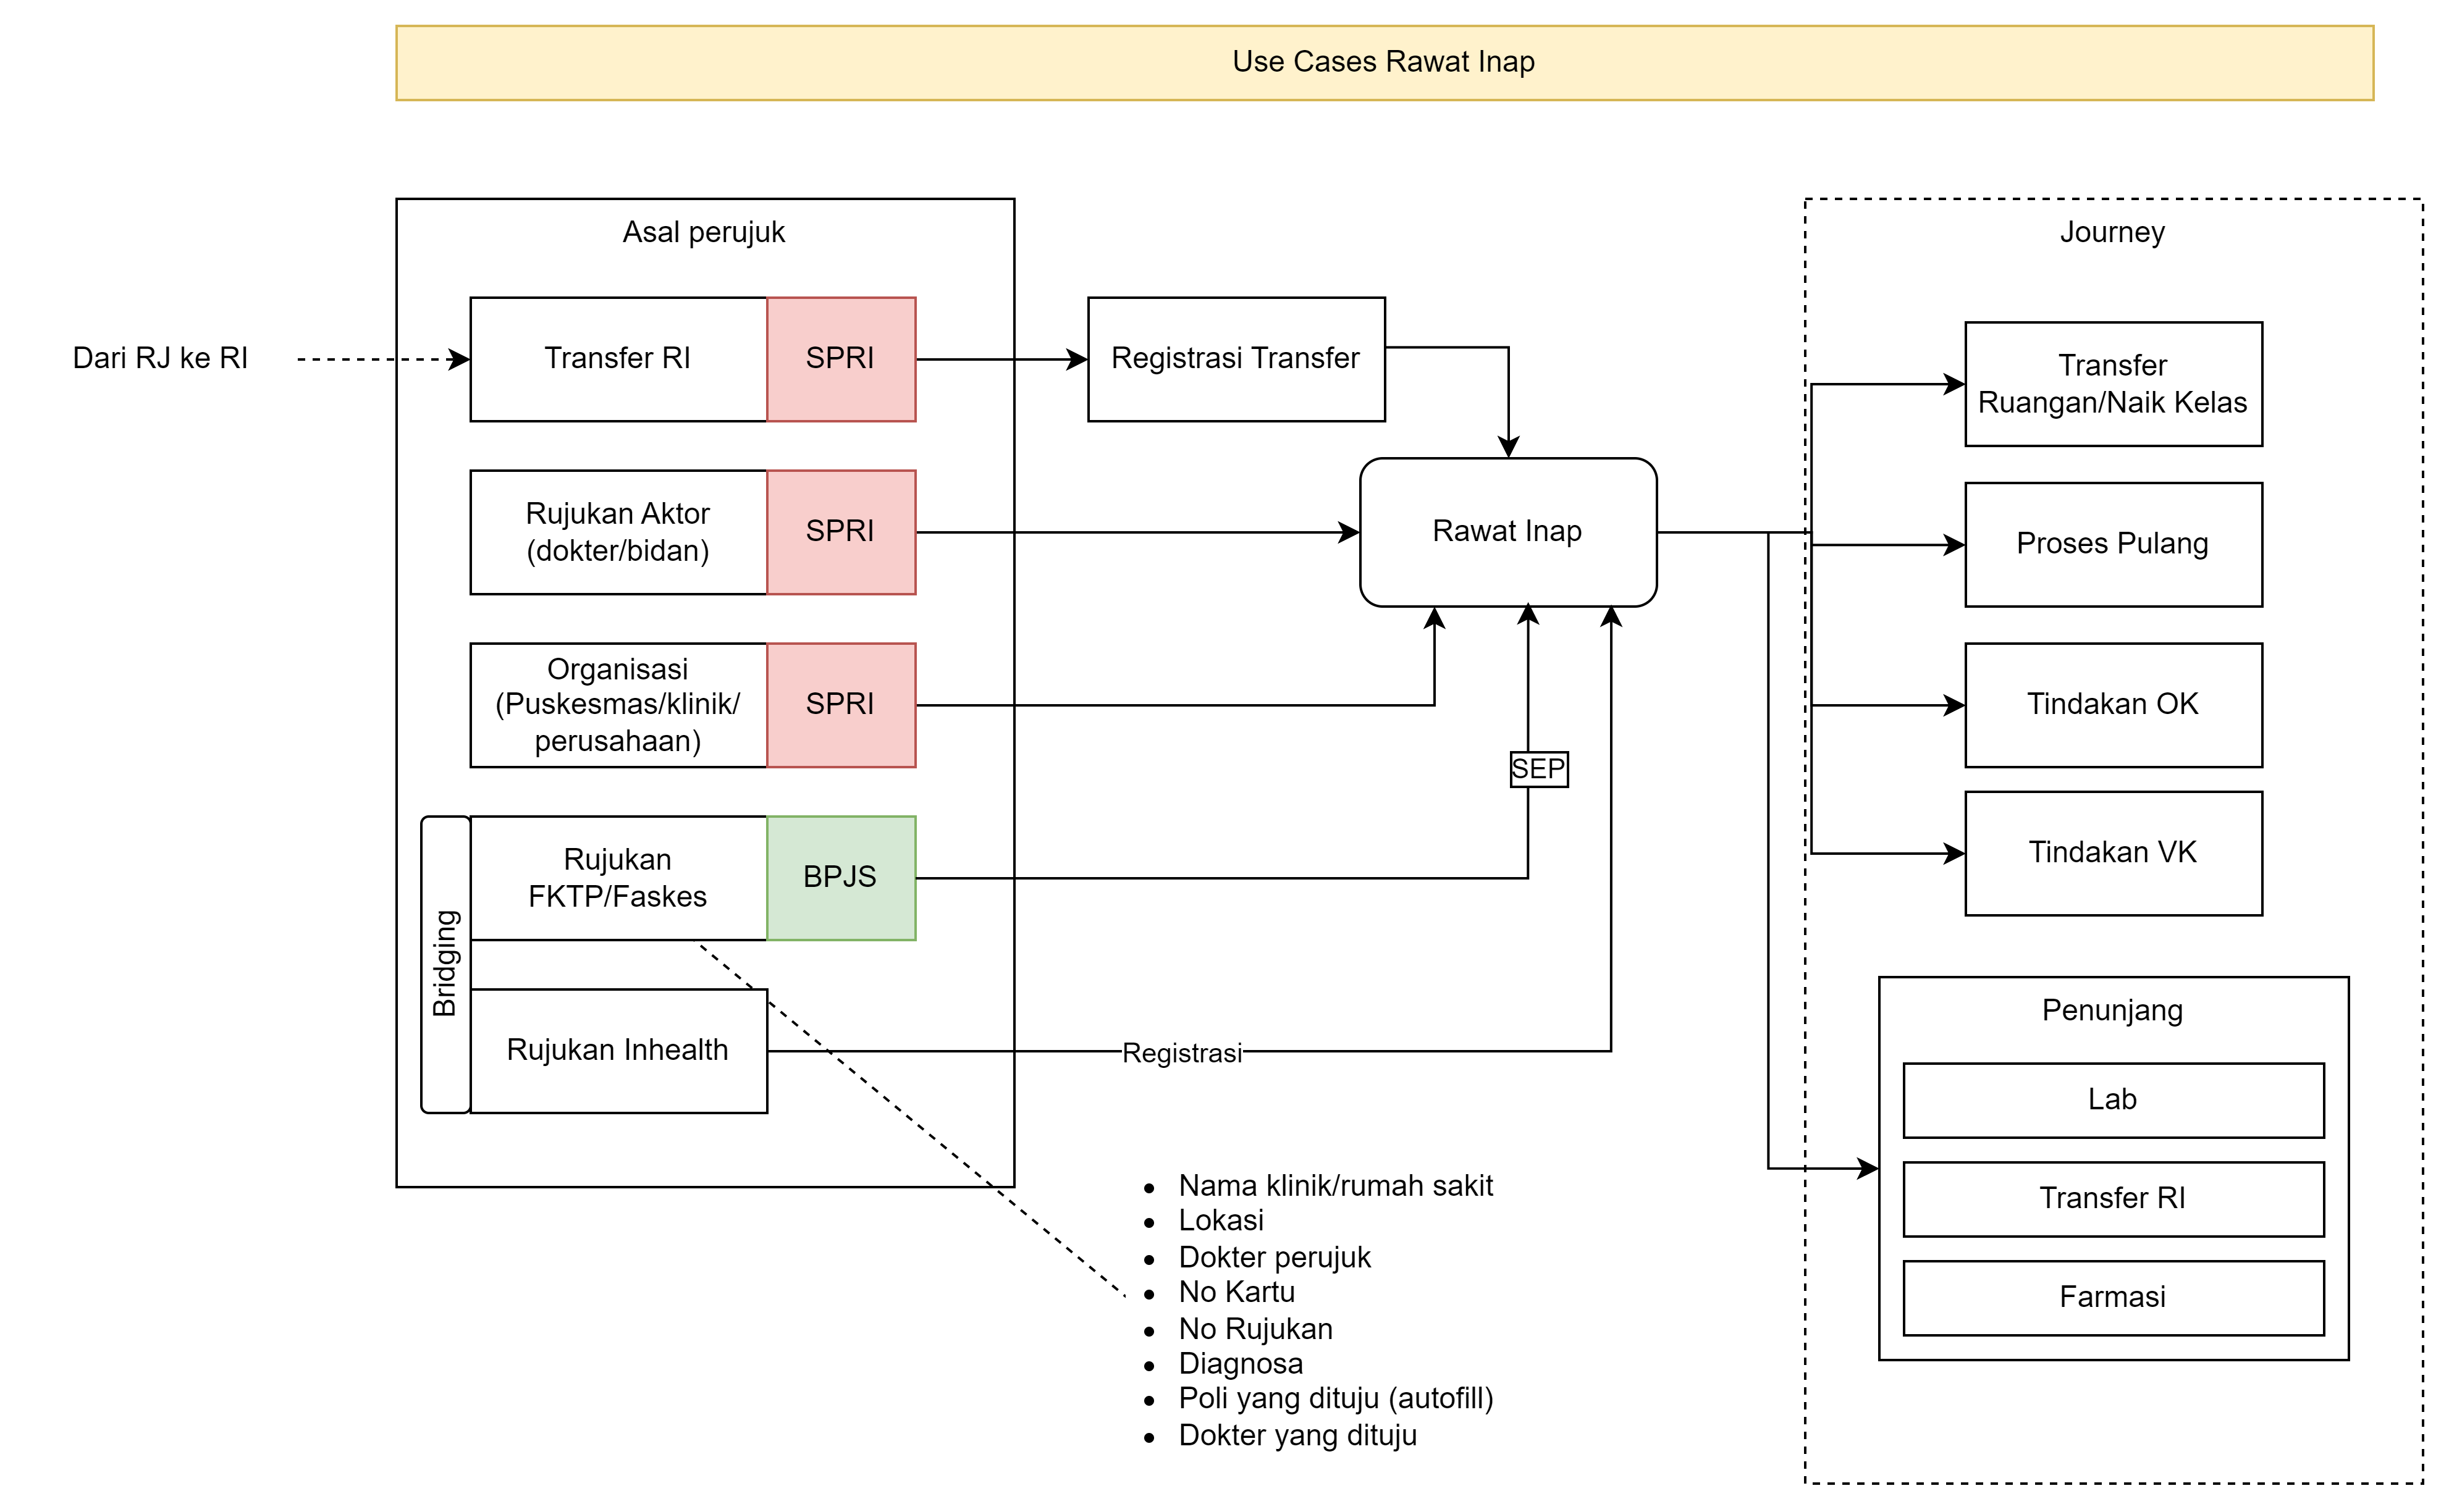 Use Cases Rawat Inap
Asal perujuk
Dari RJ ke RI
Transfer RI
SPRI
Registrasi Transfer
Rujukan Aktor
(dokter/bidan)
SPRI
Rawat Inap
Organisasi
(Puskesmas/klinik/
perusahaan)
SPRI
SEP
Bridging
Rujukan
FKTP/Faskes
BPJS
Rujukan Inhealth
Registrasi
Nama klinik/rumah sakit
Lokasi
Dokter perujuk
No Kartu
No Rujukan
Diagnosa
Poli yang dituju (autofill)
Dokter yang dituju
Journey
Transfer
Ruangan/Naik Kelas
Proses Pulang
Tindakan OK
Tindakan VK
Penunjang
Lab
Transfer RI
Farmasi